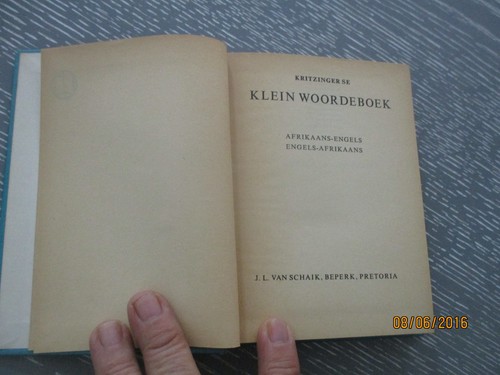 KRITZINGER SE
KLEIN WOORDEBOEK
AFRIKAANS-ENGELS
ENGELS-AFRIKAANS
J. L. VAN SCHAIK, BEPERK, PRETORIA
08/06/2016